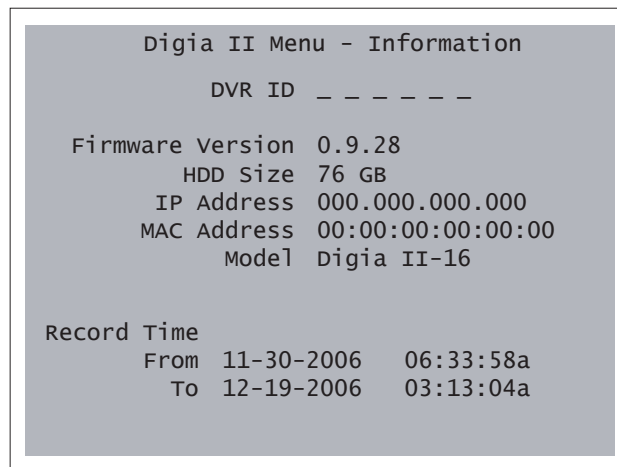 Digia II Menu - Information
DVR ID _ _ _ _ _ _
Firmware Version 0.9.28
HDD Size 76 GB
IP Address 000.000.000.000
MAC Address 00:00:00:00:00:00
Model Digia II-16
Record Time
From 11-30-2006 06:33:58a
To 12-19-2006 03:13:04a